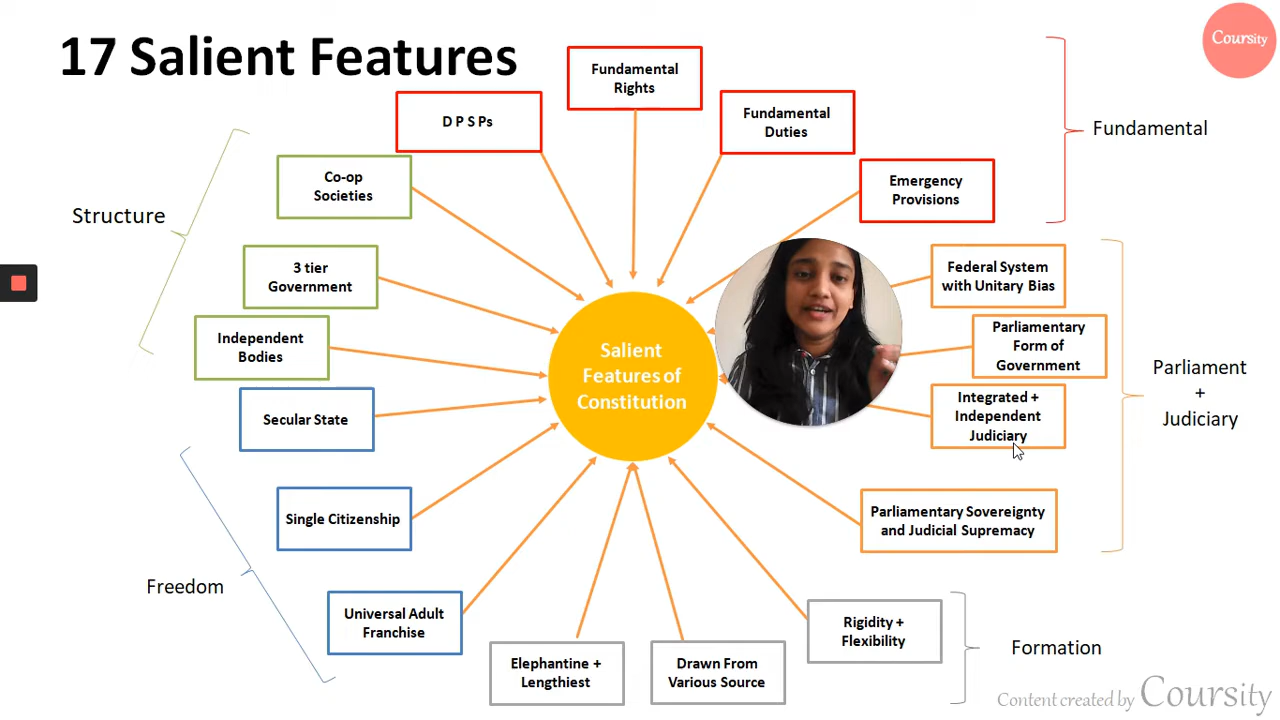 17 Salient Features
Coursity
Fundamental
Rights
D P S Ps
Fundamental
Duties
Fundamental
Co-op
Societies
Emergency
Provisions
Structure
3 tier
Government
Federal System
with Unitary Bias
Independent
Bodies
Parliamentary
Form of
Government
Salient
Features of
Constitution
Parliament
+
Judiciary
Secular State
Integrated +
Independent
Judiciary
Single Citizenship
Parliamentary Sovereignty
and Judicial Supremacy
Freedom
Universal Adult
Franchise
Rigidity +
Flexibility
Formation
Elephantine +
Lengthiest
Drawn From
Various Source
Content created by Coursity